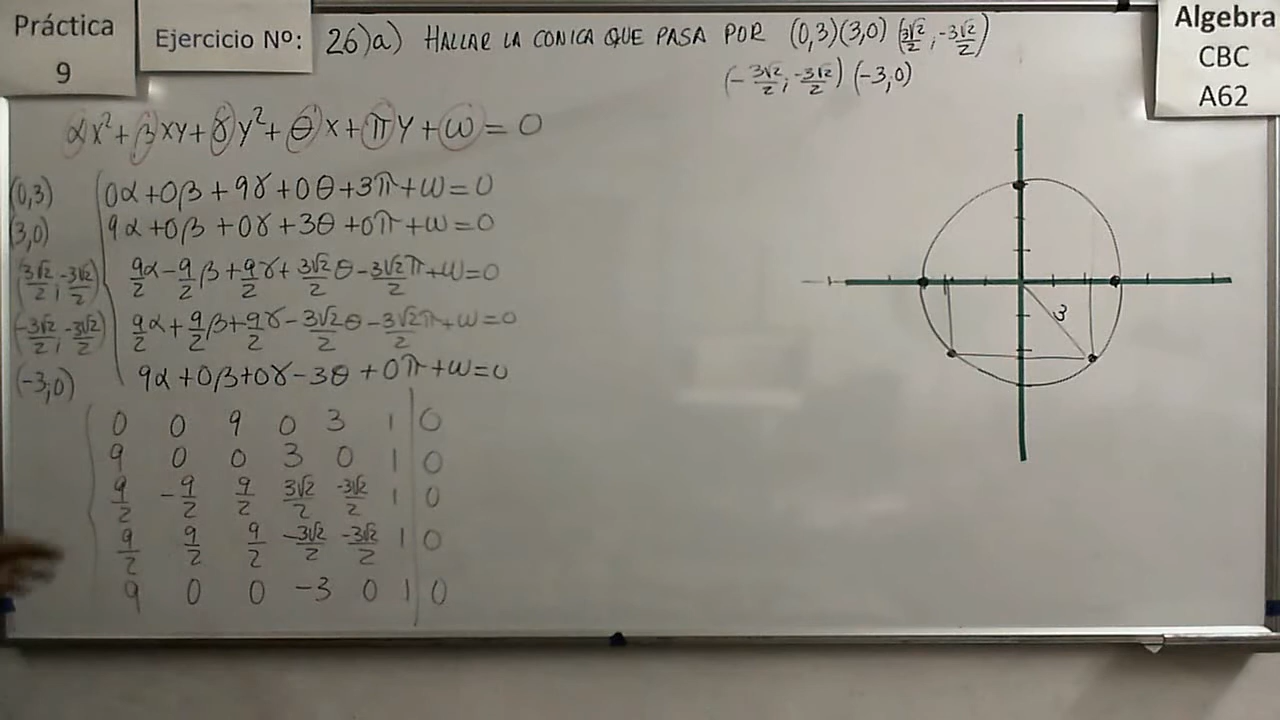 Práctica
9
Ejercicio Nº:
26)a) HALLAR LA CONICA QUE PASA POR (0,3)(3,0) (3√2/2; -3√2/2)
(-3√2/2; -3√2/2) (-3,0)
Algebra
CBC
A62
αx² + βxy + γy² + θx + πy + ω = 0
(0,3) 0α + 0β + 9γ + 0θ + 3π + ω = 0
(3,0) 9α + 0β + 0γ + 3θ + 0π + ω = 0
(3√2/2; -3√2/2) 9/2α - 9/2β + 9/2γ + 3√2/2θ - 3√2/2π + ω = 0
(-3√2/2; -3√2/2) 9/2α + 9/2β + 9/2γ - 3√2/2θ - 3√2/2π + ω = 0
(-3,0) 9α + 0β + 0γ - 3θ + 0π + ω = 0
0 0 9 0 3 1 | 0
9 0 0 3 0 1 | 0
9/2 -9/2 9/2 3√2/2 -3√2/2 1 | 0
9/2 9/2 9/2 -3√2/2 -3√2/2 1 | 0
9 0 0 -3 0 1 | 0
3